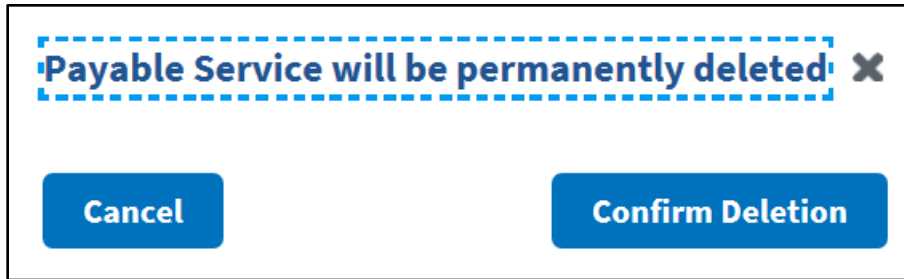 Payable Service will be permanently deleted
Cancel
Confirm Deletion